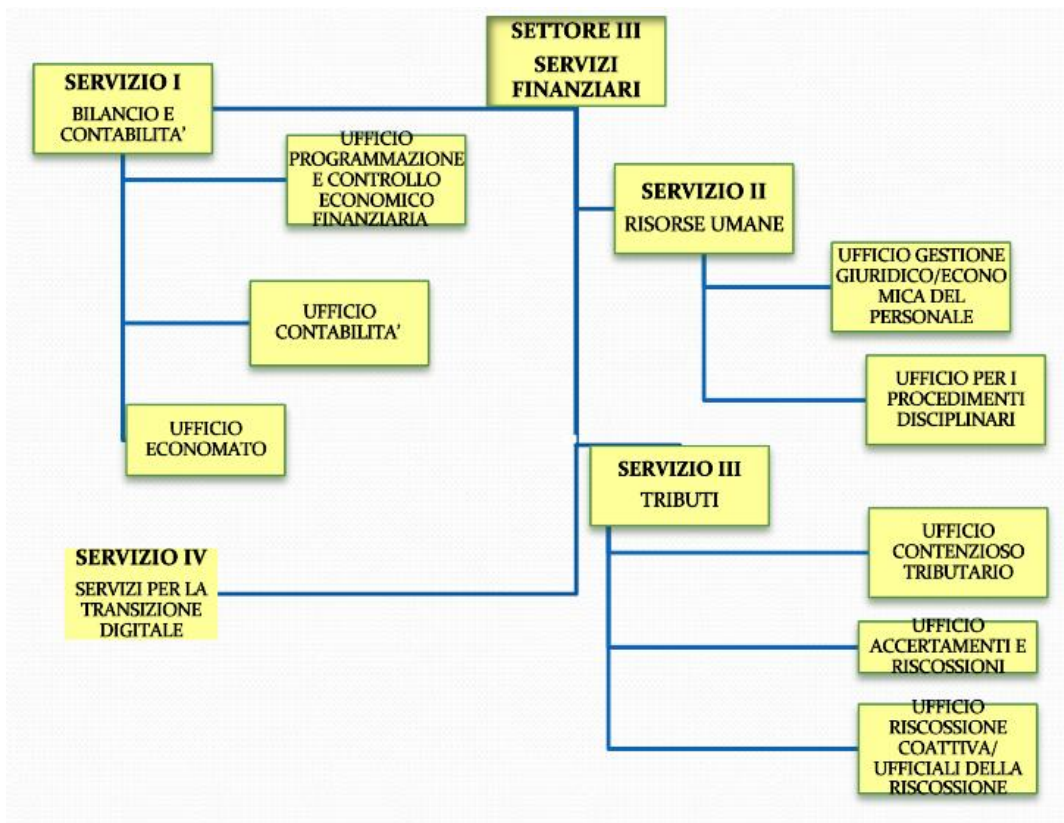 SETTORE III
SERVIZI
FINANZIARI
SERVIZIO I
BILANCIO E
CONTABILITA’
UFFICIO
PROGRAMMAZIONE
E CONTROLLO
ECONOMICO
FINANZIARIA
UFFICIO
CONTABILITA’
UFFICIO
ECONOMATO
SERVIZIO II
RISORSE UMANE
UFFICIO GESTIONE
GIURIDICO/ECONO
MICA DEL
PERSONALE
UFFICIO PER I
PROCEDIMENTI
DISCIPLINARI
SERVIZIO III
TRIBUTI
UFFICIO
CONTENZIOSO
TRIBUTARIO
UFFICIO
ACCERTAMENTI E
RISCOSSIONI
UFFICIO
RISCOSSIONE
COATTIVA/
UFFICIALI DELLA
RISCOSSIONE
SERVIZIO IV
SERVIZI PER LA
TRANSIZIONE
DIGITALE